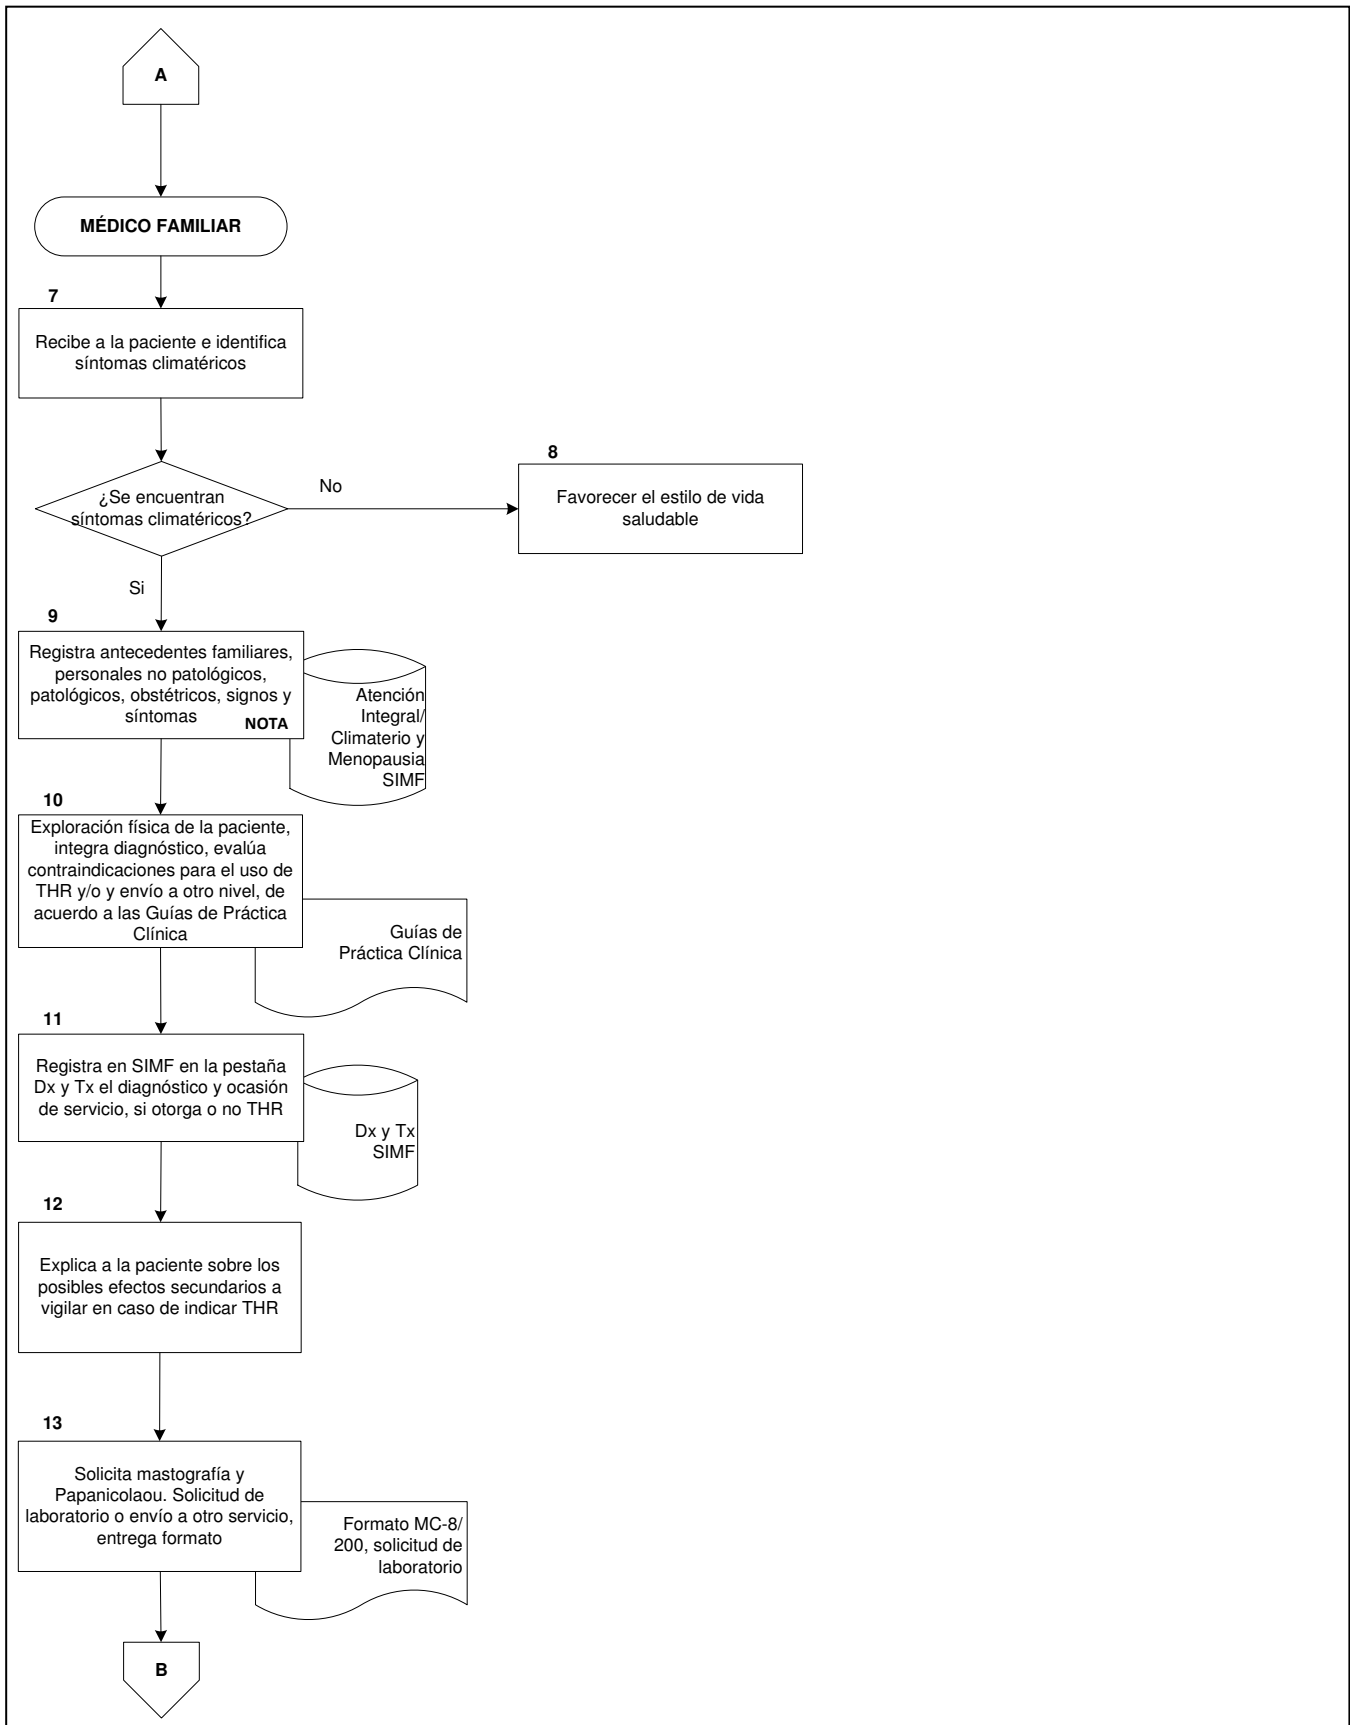 A
MÉDICO FAMILIAR
7
Recibe a la paciente e identifica
síntomas climatéricos
8
¿Se encuentran
síntomas climatéricos?
No
Favorecer el estilo de vida
saludable
Si
9
Registra antecedentes familiares,
personales no patológicos,
patológicos, obstétricos, signos y
síntomas
NOTA
Atención
Integral/
Climaterio y
Menopausia
SIMF
10
Exploración física de la paciente,
integra diagnóstico, evalúa
contraindicaciones para el uso de
THR y/o y envío a otro nivel, de
acuerdo a las Guías de Práctica
Clínica
Guías de
Práctica Clínica
11
Registra en SIMF en la pestaña
Dx y Tx el diagnóstico y ocasión
de servicio, si otorga o no THR
Dx y Tx
SIMF
12
Explica a la paciente sobre los
posibles efectos secundarios a
vigilar en caso de indicar THR
13
Solicita mastografía y
Papanicolaou. Solicitud de
laboratorio o envío a otro servicio,
entrega formato
Formato MC-8/
200, solicitud de
laboratorio
B